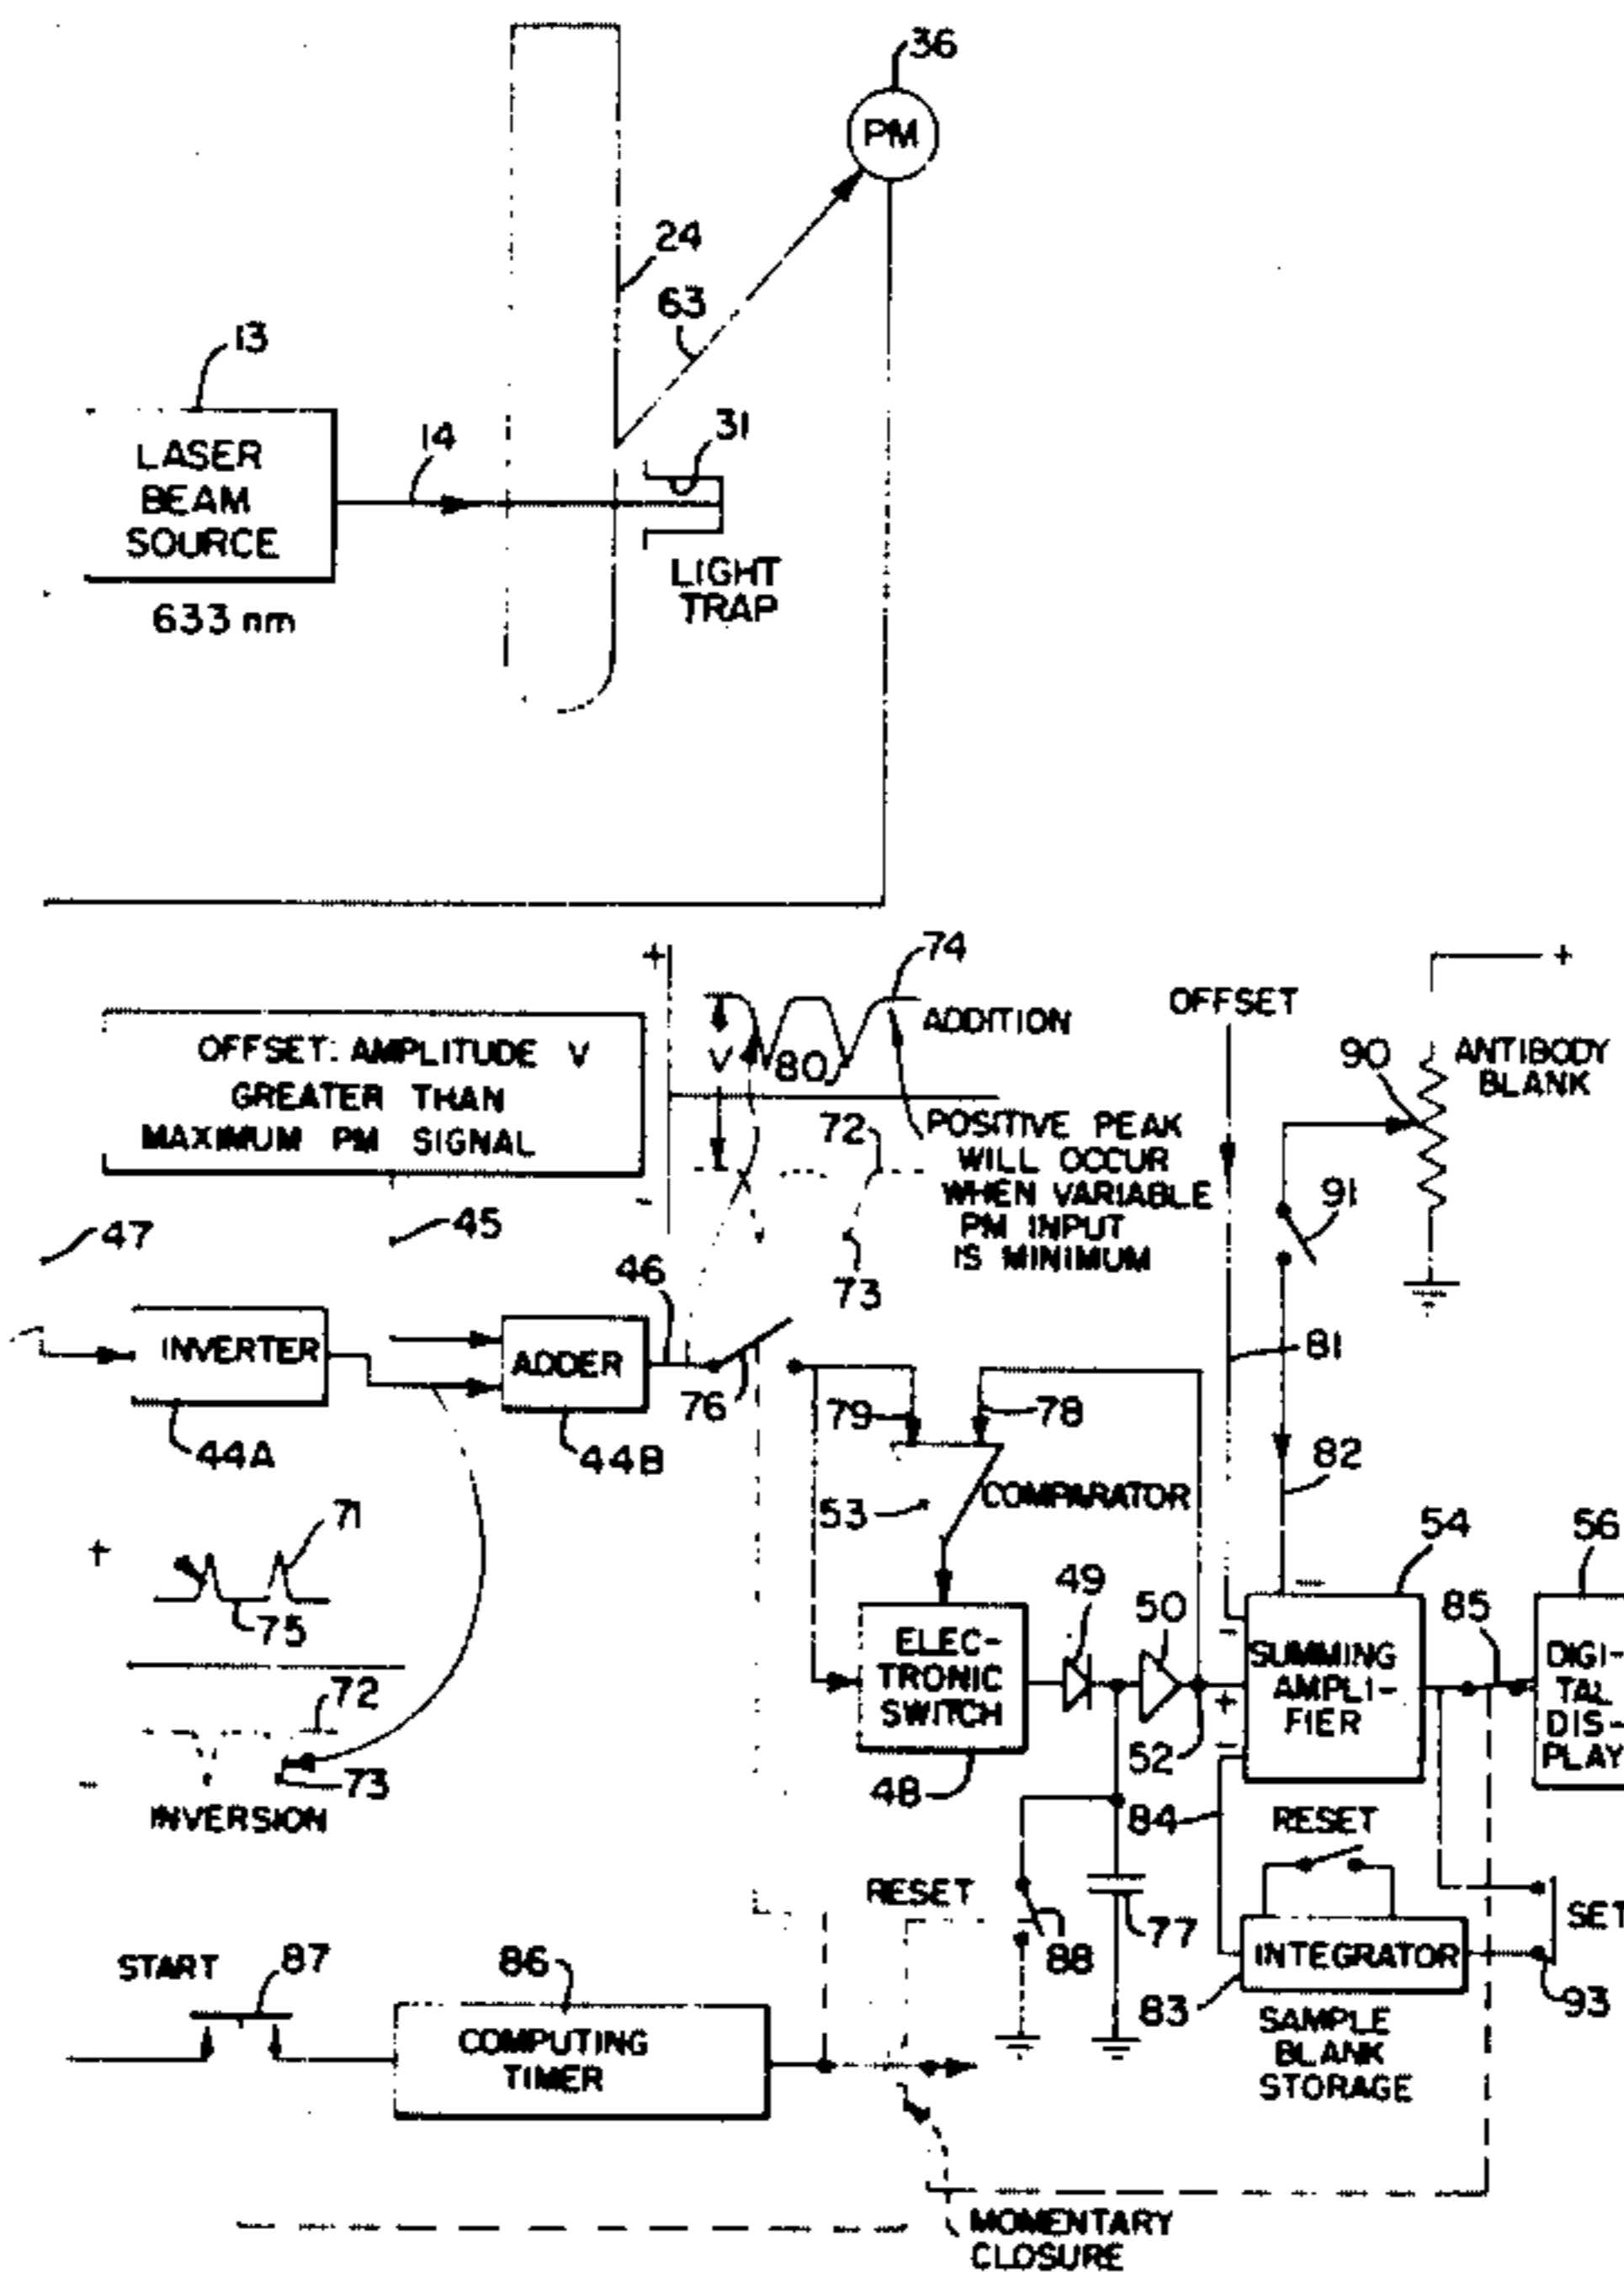 36
PM
24
63
13
LASER
BEAM
SOURCE
14
31
LIGHT
TRAP
633 nm
+
74
ADDITION
OFFSET
+
V
80
90
ANTIBODY
BLANK
OFFSET: AMPLITUDE V
GREATER THAN
MAXIMUM PM SIGNAL
72
POSITIVE PEAK
WILL OCCUR
WHEN VARIABLE
PM INPUT
IS MINIMUM
-
91
47
45
46
73
INVERTER
ADDER
81
44A
44B
76
79
78
82
53
COMPARATOR
+
71
75
54
56
49
50
85
ELEC-
TRONIC
SWITCH
-
-
+
-
SUMMING
AMPLI-
FIER
DIGI-
TAL
DIS-
PLAY
72
-
73
INVERSION
48
52
84
RESET
RESET
88
77
INTEGRATOR
SET
93
83
SAMPLE
BLANK
STORAGE
START
87
86
COMPUTING
TIMER
MOMENTARY
CLOSURE